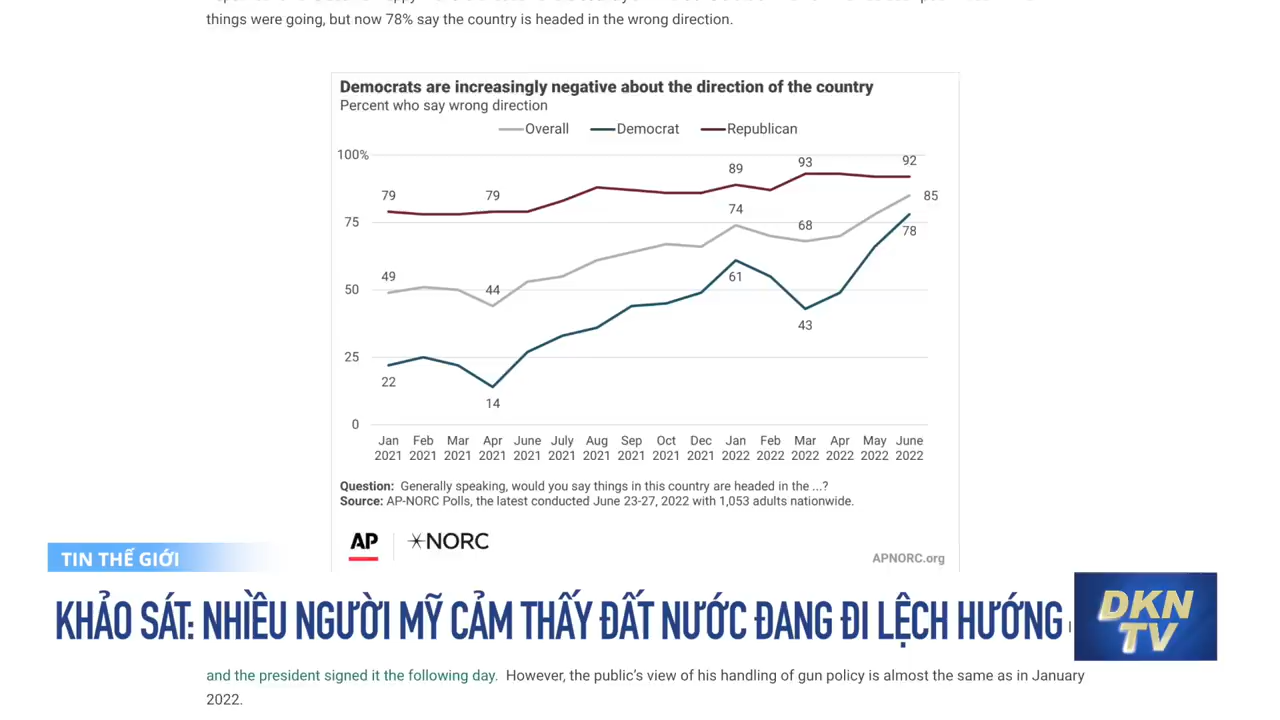 things were going, but now 78% say the country is headed in the wrong direction.
Democrats are increasingly negative about the direction of the country
Percent who say wrong direction
Overall Democrat Republican
100%
75
50
25
0
79 79 89 93 92
49 44 74 68 85
22 14 61 43 78
Jan Feb Mar Apr June July Aug Sep Oct Dec Jan Feb Mar Apr May June
2021 2021 2021 2021 2021 2021 2021 2021 2021 2021 2022 2022 2022 2022 2022 2022
Question: Generally speaking, would you say things in this country are headed in the ...?
Source: AP-NORC Polls, the latest conducted June 23-27, 2022 with 1,053 adults nationwide.
AP NORC
APNORC.org
TIN THẾ GIỚI
KHẢO SÁT: NHIỀU NGƯỜI MỸ CẢM THẤY ĐẤT NƯỚC ĐANG ĐI LỆCH HƯỚNG
DKN
TV
and the president signed it the following day. However, the public's view of his handling of gun policy is almost the same as in January
2022.